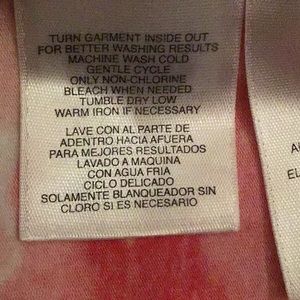 TURN GARMENT INSIDE OUT
FOR BETTER WASHING RESULTS
MACHINE WASH COLD
GENTLE CYCLE
ONLY NON-CHLORINE
BLEACH WHEN NEEDED
TUMBLE DRY LOW
WARM IRON IF NECESSARY
LAVE CON AL PARTE DE
ADENTRO HACIA AFUERA
PARA MEJORES RESULTADOS
LAVADO A MAQUINA
CON AGUA FRIA
CICLO DELICADO
SOLAMENTE BLANQUEADOR SIN
CLORO SI ES NECESARIO